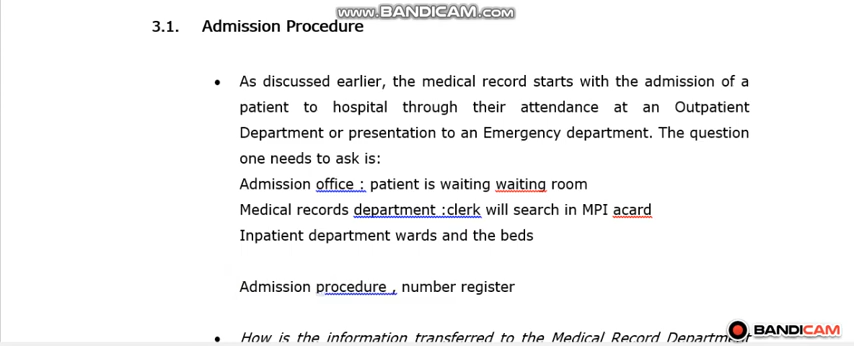 www.BANDICAM.com
3.1. Admission Procedure
• As discussed earlier, the medical record starts with the admission of a
patient to hospital through their attendance at an Outpatient
Department or presentation to an Emergency department. The question
one needs to ask is:
Admission office : patient is waiting waiting room
Medical records department :clerk will search in MPI acard
Inpatient department wards and the beds
Admission procedure , number register
• How is the information transferred to the Medical Record Department
BANDICAM